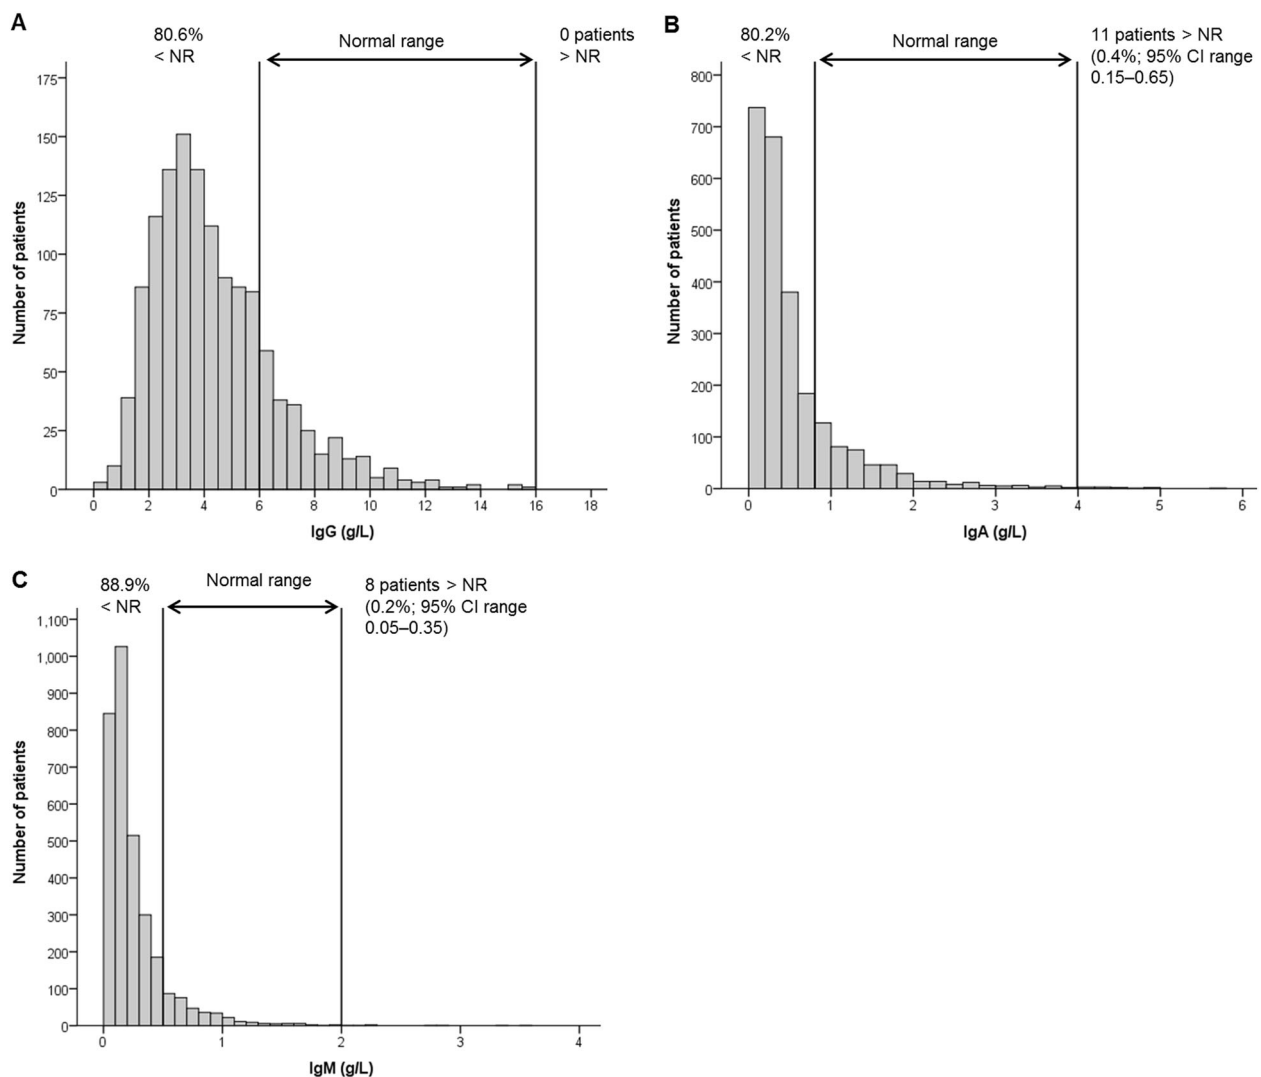 A
80.6%
< NR
Normal range
0 patients
> NR
175
150
125
100
75
50
25
0
Number of patients
0 2 4 6 8 10 12 14 16 18
IgG (g/L)
B
80.2%
< NR
Normal range
11 patients > NR
(0.4%; 95% CI range
0.15–0.65)
800
700
600
500
400
300
200
100
0
Number of patients
0 1 2 3 4 5 6
IgA (g/L)
C
88.9%
< NR
Normal range
8 patients > NR
(0.2%; 95% CI range
0.05–0.35)
1,100
1,000
900
800
700
600
500
400
300
200
100
0
Number of patients
0 1 2 3 4
IgM (g/L)